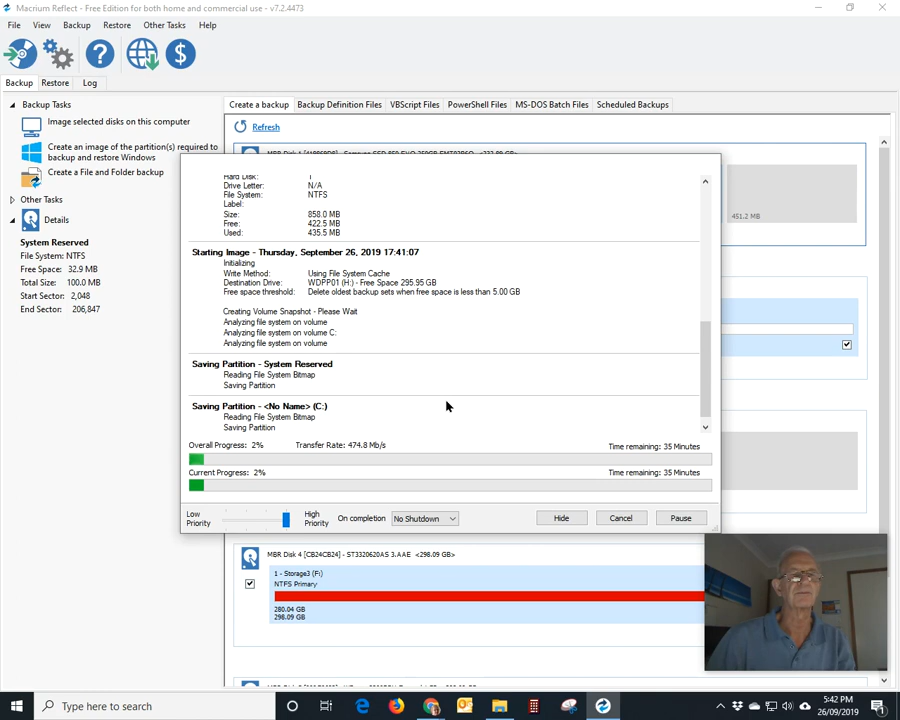 Macrium Reflect - Free Edition for both home and commercial use - v7.2.4473
File View Backup Restore Other Tasks Help
Backup Restore Log
Backup Tasks
Image selected disks on this computer
Create an image of the partition(s) required to
backup and restore Windows
Create a File and Folder backup
Other Tasks
Details
System Reserved
File System: NTFS
Free Space: 32.9 MB
Total Size: 100.0 MB
Start Sector: 2,048
End Sector: 206,847
Create a backup Backup Definition Files VBScript Files PowerShell Files MS-DOS Batch Files Scheduled Backups
Refresh
451.2 MB
Hard Disk: 1
Drive Letter: N/A
File System: NTFS
Label:
Size: 858.0 MB
Free: 422.5 MB
Used: 435.5 MB
Starting Image - Thursday, September 26, 2019 17:41:07
Initializing
Write Method: Using File System Cache
Destination Drive: WDPP01 (H:) - Free Space 295.95 GB
Free space threshold: Delete oldest backup sets when free space is less than 5.00 GB
Creating Volume Snapshot - Please Wait
Analyzing file system on volume
Analyzing file system on volume C:
Analyzing file system on volume
Saving Partition - System Reserved
Reading File System Bitmap
Saving Partition
Saving Partition - <No Name> (C:)
Reading File System Bitmap
Saving Partition
Overall Progress: 2% Transfer Rate: 474.8 Mb/s Time remaining: 35 Minutes
Current Progress: 2% Time remaining: 35 Minutes
Low Priority
High Priority
On completion No Shutdown
Hide Cancel Pause
MBR Disk 4 [CB24CB24] - ST3320620AS 3.AAE <298.09 GB>
1 - Storage3 (F:)
NTFS Primary
280.04 GB
298.09 GB
Type here to search
5:42 PM
26/09/2019